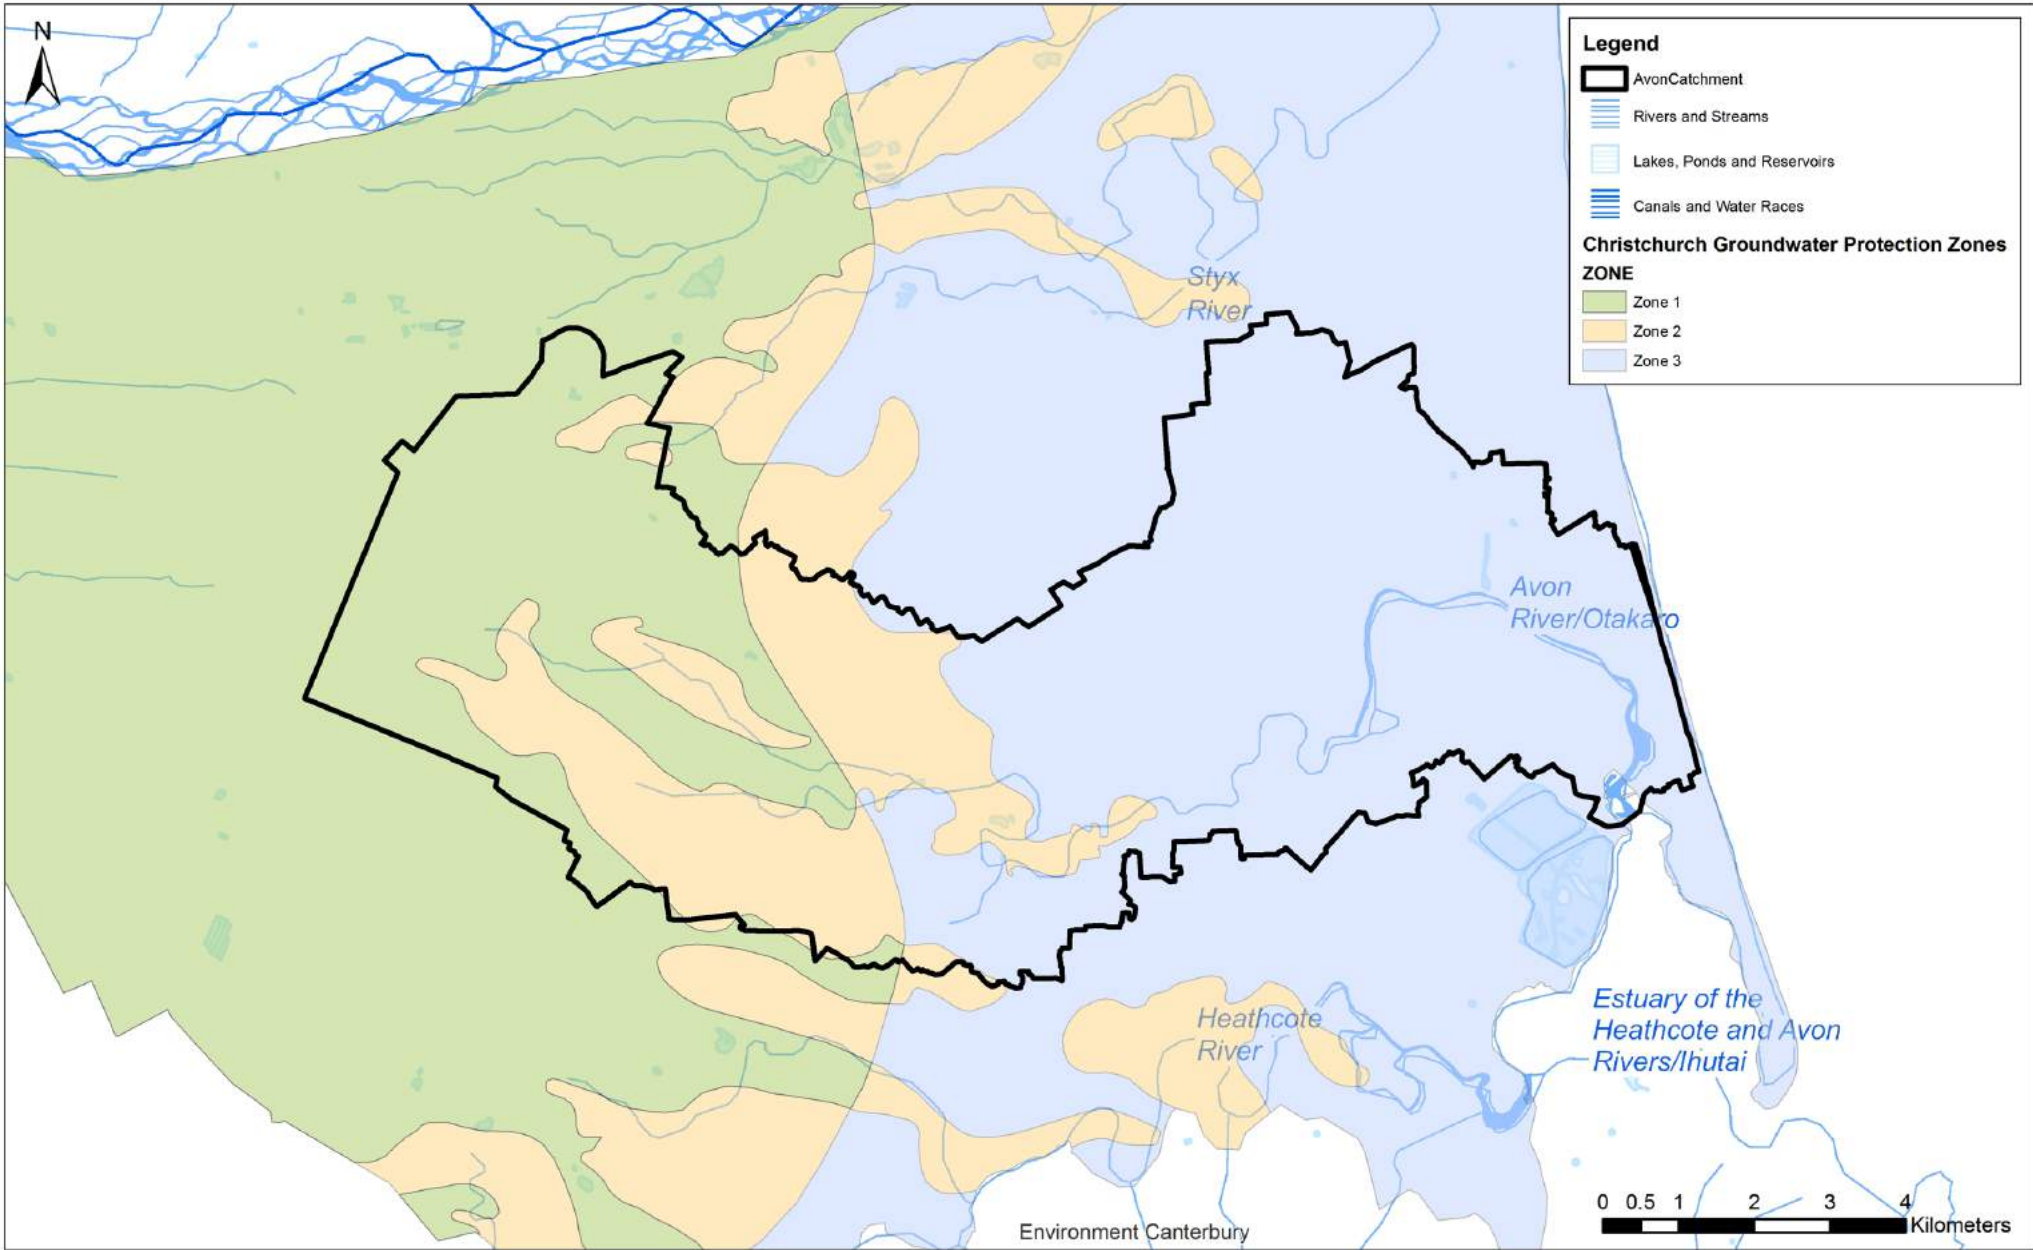 N
Legend
AvonCatchment
Rivers and Streams
Lakes, Ponds and Reservoirs
Canals and Water Races
Christchurch Groundwater Protection Zones
ZONE
Zone 1
Zone 2
Zone 3
Styx
River
Avon
River/Otakaro
Heathcote
River
Estuary of the
Heathcote and Avon
Rivers/Ihutai
0 0.5 1 2 3 4
Kilometers
Environment Canterbury